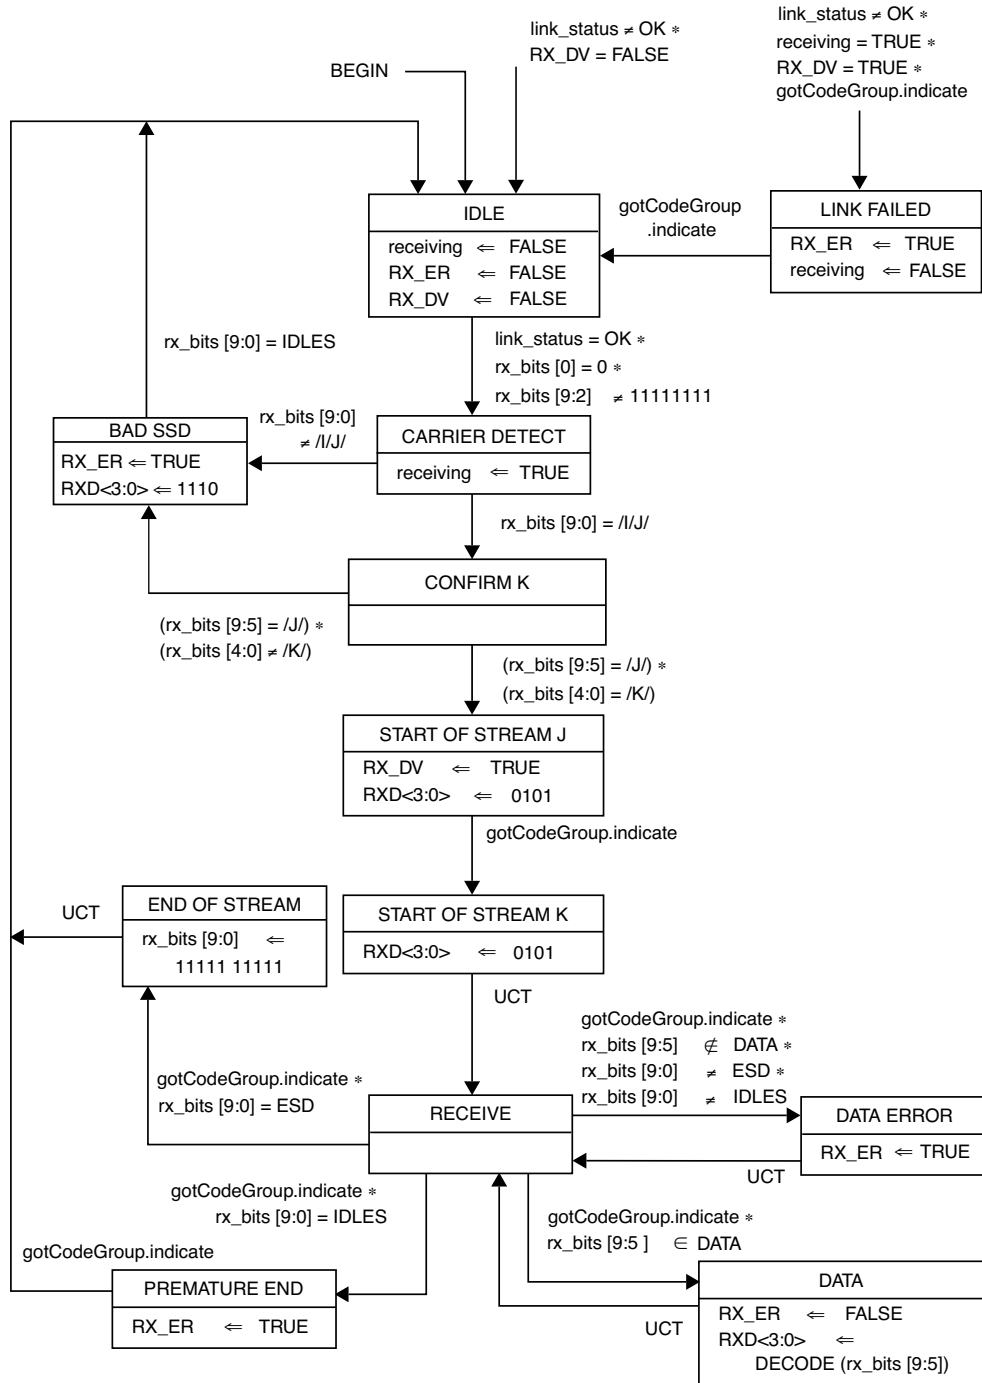 link_status ≠ OK *
RX_DV = FALSE
link_status ≠ OK *
receiving = TRUE *
RX_DV = TRUE *
gotCodeGroup.indicate
BEGIN
IDLE
receiving ⇐ FALSE
RX_ER ⇐ FALSE
RX_DV ⇐ FALSE
gotCodeGroup
.indicate
LINK FAILED
RX_ER ⇐ TRUE
receiving ⇐ FALSE
rx_bits [9:0] = IDLES
link_status = OK *
rx_bits [0] = 0 *
rx_bits [9:2] ≠ 11111111
BAD SSD
RX_ER ⇐ TRUE
RXD<3:0> ⇐ 1110
rx_bits [9:0]
≠ /I/J/
CARRIER DETECT
receiving ⇐ TRUE
rx_bits [9:0] = /I/J/
CONFIRM K
(rx_bits [9:5] = /J/) *
(rx_bits [4:0] ≠ /K/)
(rx_bits [9:5] = /J/) *
(rx_bits [4:0] = /K/)
START OF STREAM J
RX_DV ⇐ TRUE
RXD<3:0> ⇐ 0101
gotCodeGroup.indicate
UCT
END OF STREAM
rx_bits [9:0] ⇐
11111 11111
START OF STREAM K
RXD<3:0> ⇐ 0101
UCT
gotCodeGroup.indicate *
rx_bits [9:5] ∉ DATA *
rx_bits [9:0] ≠ ESD *
rx_bits [9:0] ≠ IDLES
gotCodeGroup.indicate *
rx_bits [9:0] = ESD
RECEIVE
DATA ERROR
RX_ER ⇐ TRUE
UCT
gotCodeGroup.indicate *
rx_bits [9:0] = IDLES
gotCodeGroup.indicate *
rx_bits [9:5 ] ∈ DATA
gotCodeGroup.indicate
PREMATURE END
RX_ER ⇐ TRUE
UCT
DATA
RX_ER ⇐ FALSE
RXD<3:0> ⇐
DECODE (rx_bits [9:5])